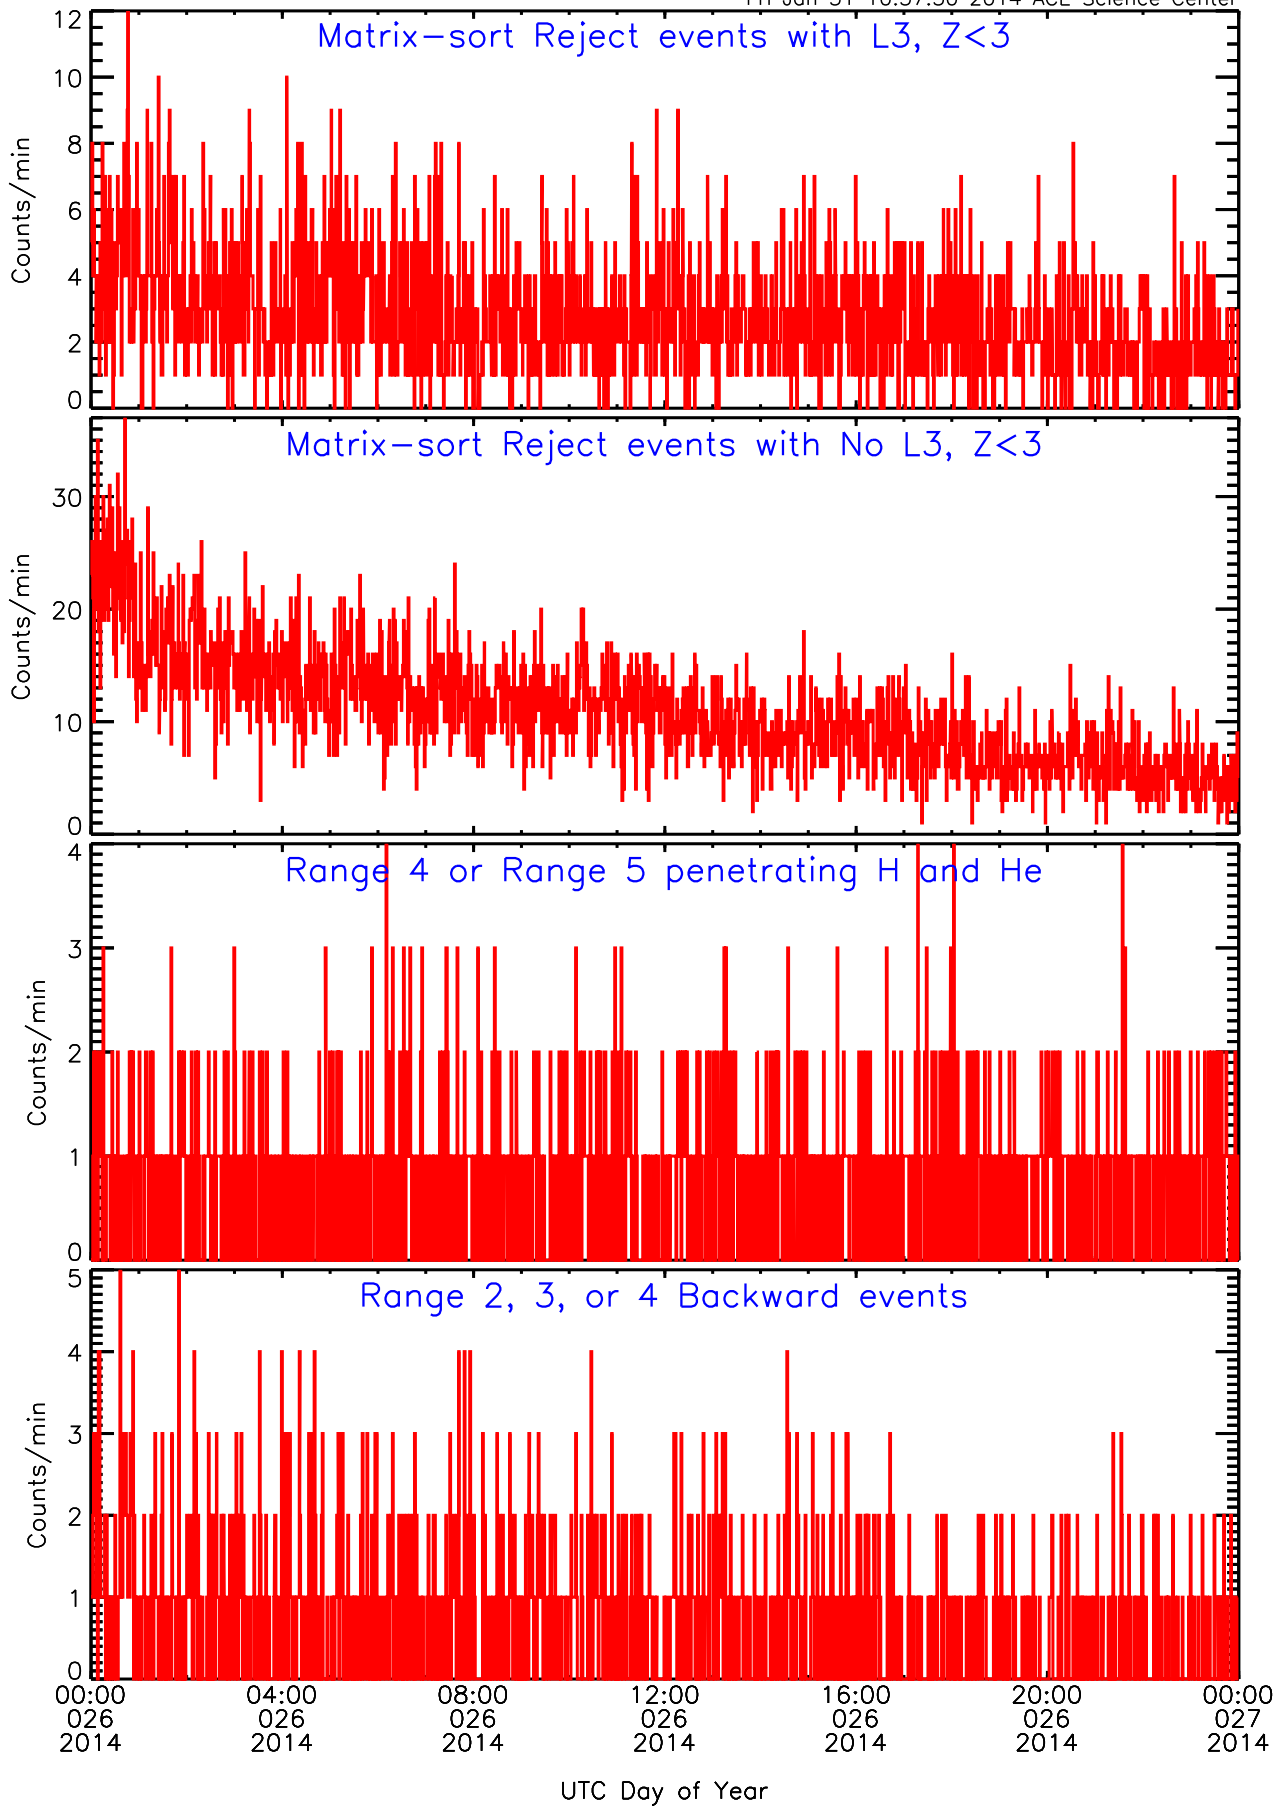 2014 ACE Science Center
Matrix-sort Reject events with L3, Z<3
12
10
8
6
4
2
0
Counts/min
Matrix-sort Reject events with No L3, Z<3
30
20
10
0
Counts/min
Range 4 or Range 5 penetrating H and He
4
3
2
1
0
Counts/min
Range 2, 3, or 4 Backward events
5
4
3
2
1
0
Counts/min
00:00 04:00 08:00 12:00 16:00 20:00 00:00
026 026 026 026 026 026 027
2014 2014 2014 2014 2014 2014 2014
UTC Day of Year